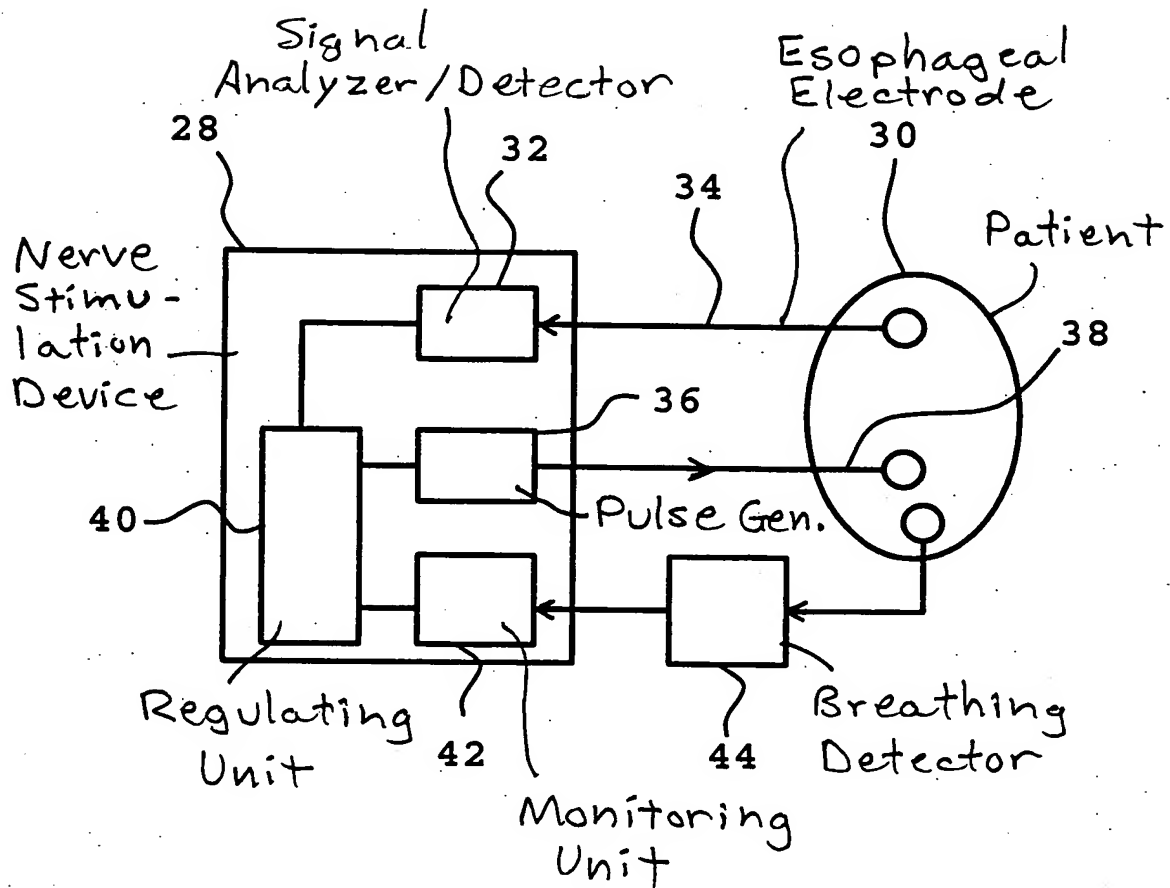 Signal
Analyzer/Detector
Esophageal
Electrode
28
32
34
30
Patient
Nerve
Stimu-
lation
Device
38
36
40
Pulse Gen.
Regulating
Unit
42
44
Breathing
Detector
Monitoring
Unit